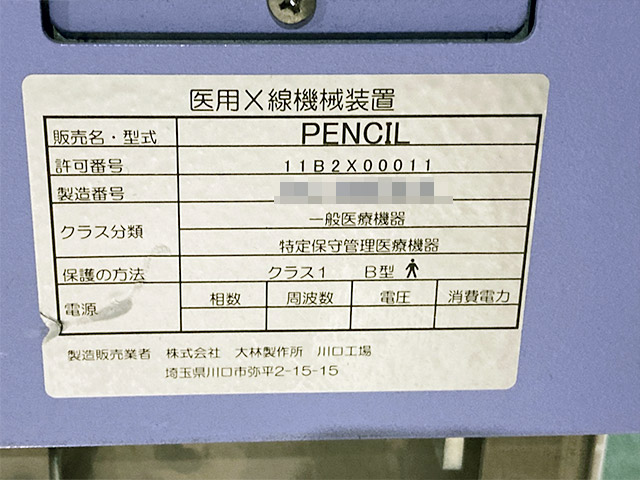 医用X線機械装置
販売名・型式 PENCIL
許可番号 11B2X00011
製造番号
クラス分類 一般医療機器
特定保守管理医療機器
保護の方法 クラス1 B型
電源 相数 周波数 電圧 消費電力
製造販売業者 株式会社 大林製作所 川口工場
埼玉県川口市弥平2-15-15